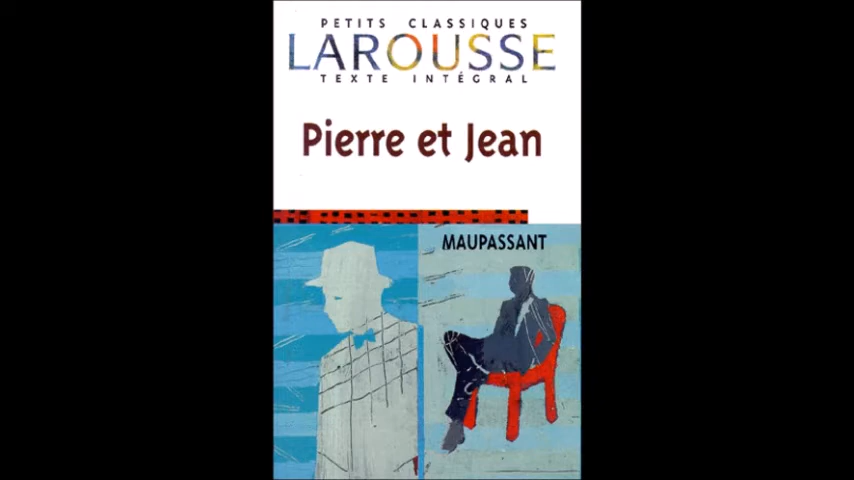 PETITS CLASSIQUES
LAROUSSE
TEXTE INTÉGRAL
Pierre et Jean
MAUPASSANT